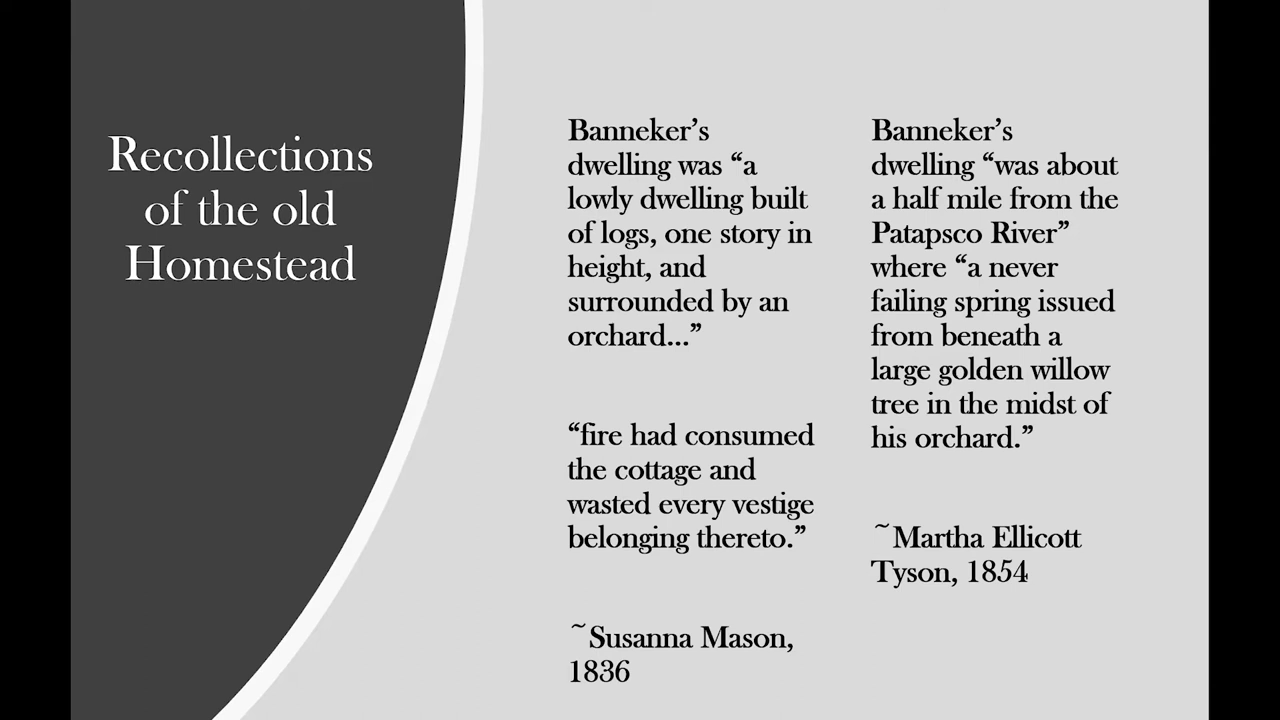 Recollections
of the old
Homestead
Banneker’s
dwelling was “a
lowly dwelling built
of logs, one story in
height, and
surrounded by an
orchard…”
“fire had consumed
the cottage and
wasted every vestige
belonging thereto.”
~Susanna Mason,
1836
Banneker’s
dwelling “was about
a half mile from the
Patapsco River”
where “a never
failing spring issued
from beneath a
large golden willow
tree in the midst of
his orchard.”
~Martha Ellicott
Tyson, 1854